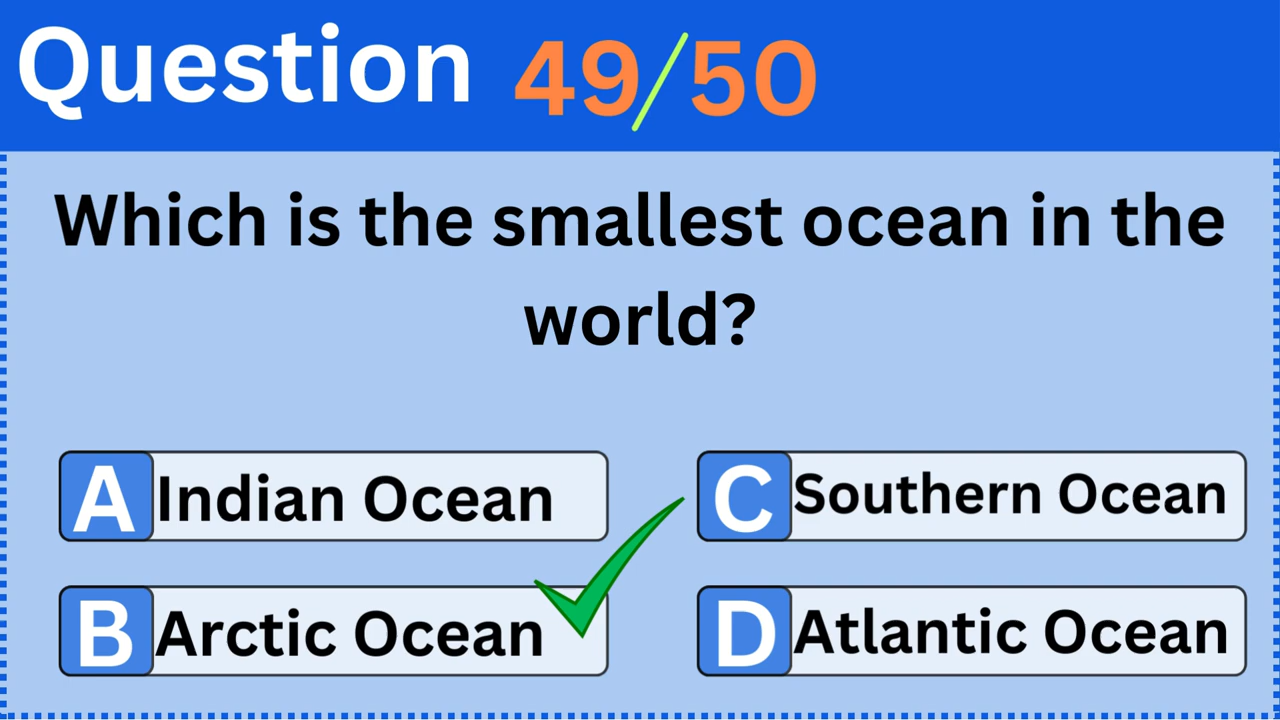 Question 49/50
Which is the smallest ocean in the
world?
A Indian Ocean
C Southern Ocean
B Arctic Ocean
D Atlantic Ocean